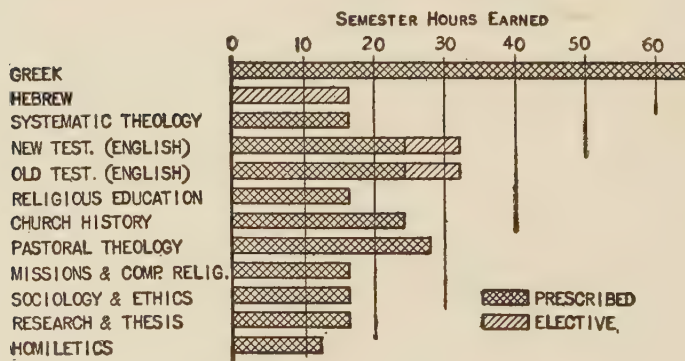 SEMESTER HOURS EARNED
0 10 20 30 40 50 60
GREEK
HEBREW
SYSTEMATIC THEOLOGY
NEW TEST. (ENGLISH)
OLD TEST. (ENGLISH)
RELIGIOUS EDUCATION
CHURCH HISTORY
PASTORAL THEOLOGY
MISSIONS & COMP. RELIG.
SOCIOLOGY & ETHICS PRESCRIBED
RESEARCH & THESIS ELECTIVE
HOMILETICS